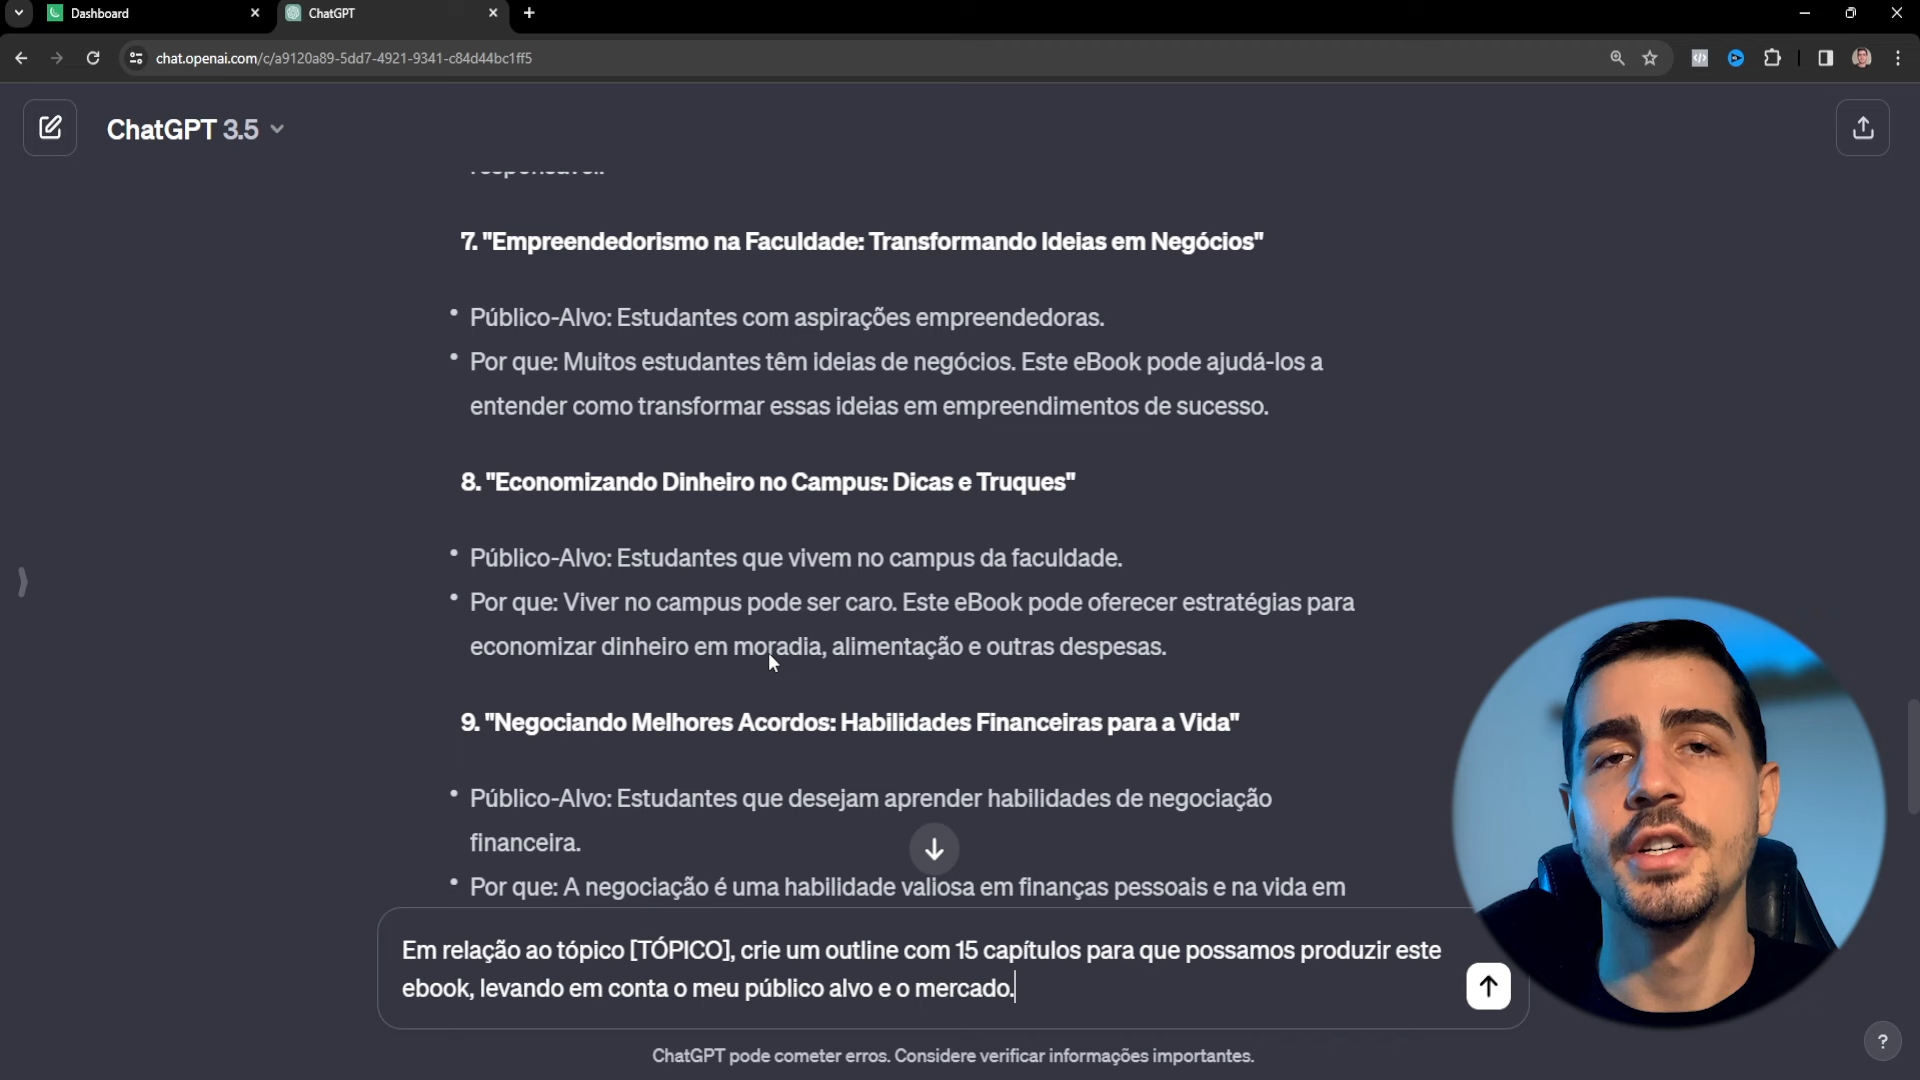 Dashboard
ChatGPT
chat.openai.com/c/a9120a89-5dd7-4921-9341-c84d44bc1ff5
ChatGPT 3.5
7. "Empreendedorismo na Faculdade: Transformando Ideias em Negócios"
• Público-Alvo: Estudantes com aspirações empreendedoras.
• Por que: Muitos estudantes têm ideias de negócios. Este eBook pode ajudá-los a
entender como transformar essas ideias em empreendimentos de sucesso.
8. "Economizando Dinheiro no Campus: Dicas e Truques"
• Público-Alvo: Estudantes que vivem no campus da faculdade.
• Por que: Viver no campus pode ser caro. Este eBook pode oferecer estratégias para
economizar dinheiro em moradia, alimentação e outras despesas.
9. "Negociando Melhores Acordos: Habilidades Financeiras para a Vida"
• Público-Alvo: Estudantes que desejam aprender habilidades de negociação
financeira.
• Por que: A negociação é uma habilidade valiosa em finanças pessoais e na vida em
Em relação ao tópico [TÓPICO], crie um outline com 15 capítulos para que possamos produzir este
ebook, levando em conta o meu público alvo e o mercado.
ChatGPT pode cometer erros. Considere verificar informações importantes.
?